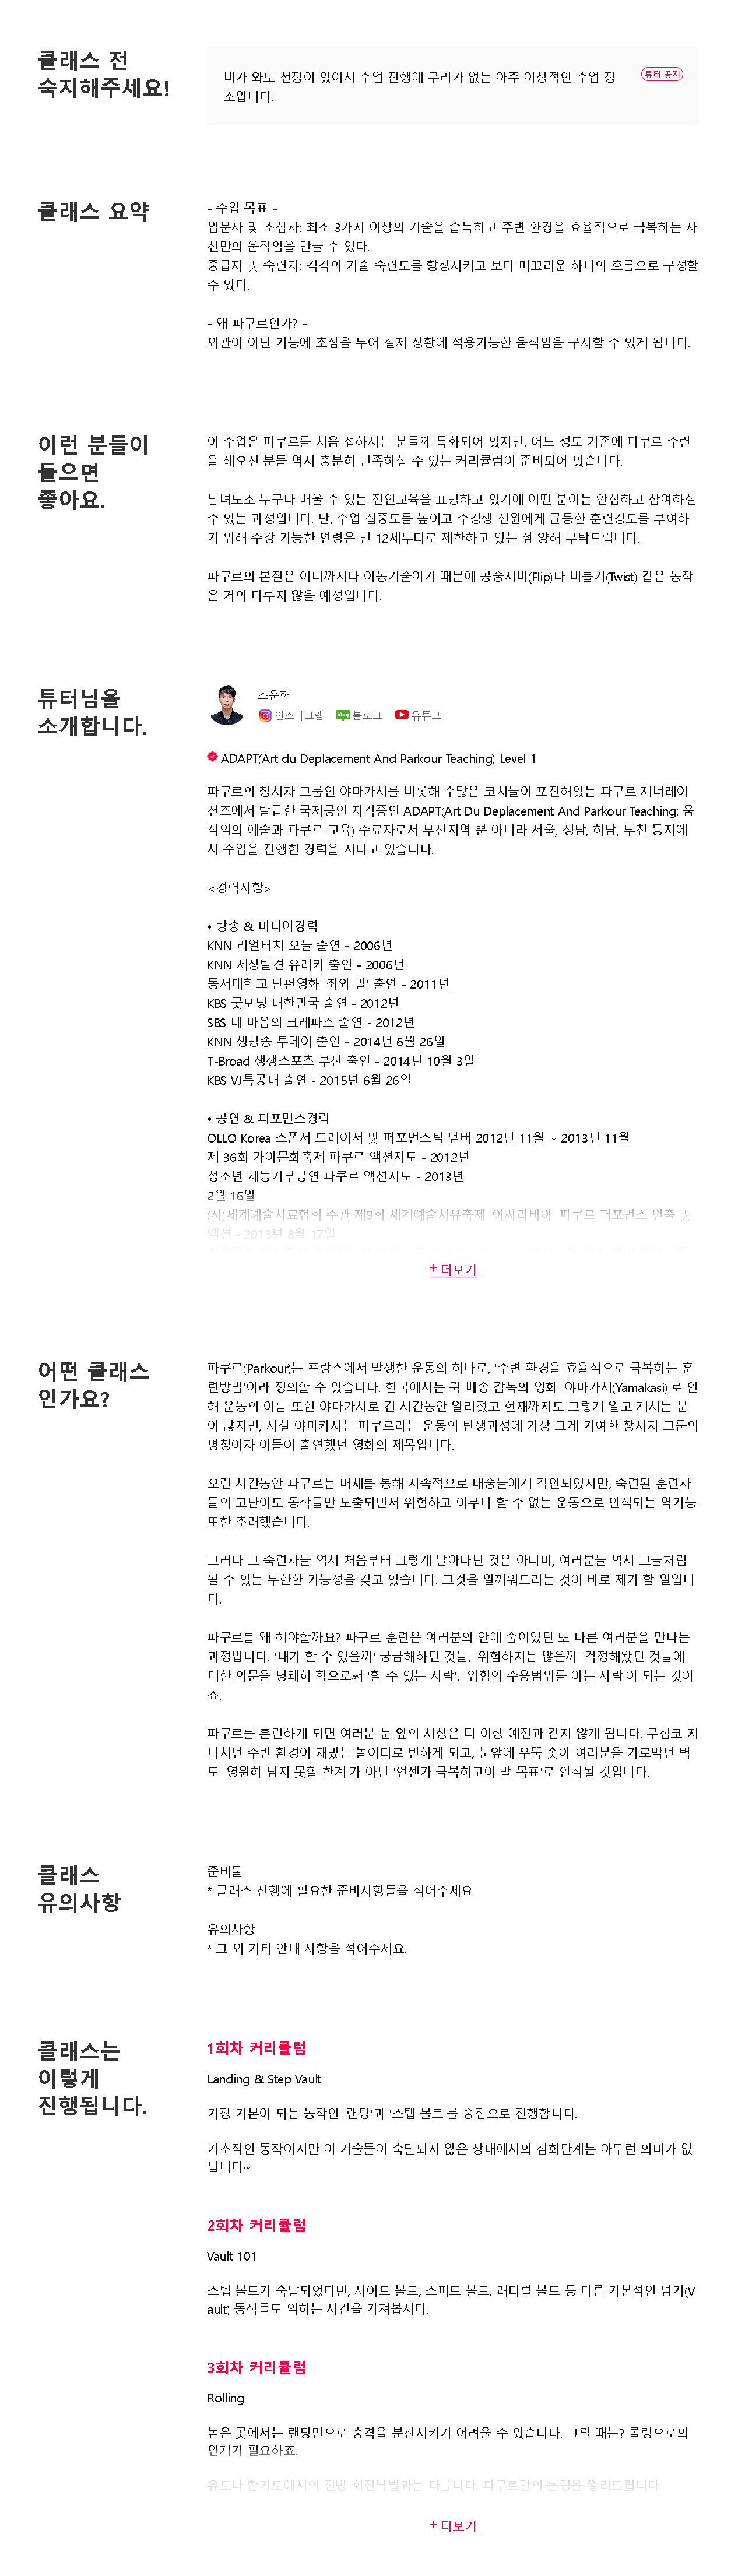 클래스 전
숙지해주세요!
비가 와도 천장이 있어서 수업 진행에 무리가 없는 아주 이상적인 수업 장
소입니다.
튜터 공지
클래스 요약
- 수업 목표 -
입문자 및 초심자: 최소 3가지 이상의 기술을 습득하고 주변 환경을 효율적으로 극복하는 자
신만의 움직임을 만들 수 있다.
중급자 및 숙련자: 각각의 기술 숙련도를 향상시키고 보다 매끄러운 하나의 흐름으로 구성할
수 있다.
- 왜 파쿠르인가? -
외관이 아닌 기능에 초점을 두어 실제 상황에 적용가능한 움직임을 구사할 수 있게 됩니다.
이런 분들이
들으면
좋아요.
이 수업은 파쿠르를 처음 접하시는 분들께 특화되어 있지만, 어느 정도 기존에 파쿠르 수련
을 해오신 분들 역시 충분히 만족하실 수 있는 커리큘럼이 준비되어 있습니다.
남녀노소 누구나 배울 수 있는 전인교육을 표방하고 있기에 어떤 분이든 안심하고 참여하실
수 있는 과정입니다. 단, 수업 집중도를 높이고 수강생 전원에게 균등한 훈련강도를 부여하
기 위해 수강 가능한 연령은 만 12세부터로 제한하고 있는 점 양해 부탁드립니다.
파쿠르의 본질은 어디까지나 이동기술이기 때문에 공중제비(Flip)나 비틀기(Twist) 같은 동작
은 거의 다루지 않을 예정입니다.
튜터님을
소개합니다.
조운해
인스타그램 blog 블로그 유튜브
ADAPT(Art du Deplacement And Parkour Teaching) Level 1
파쿠르의 창시자 그룹인 야마카시를 비롯해 수많은 코치들이 포진해있는 파쿠르 제너레이
션즈에서 발급한 국제공인 자격증인 ADAPT(Art Du Deplacement And Parkour Teaching: 움
직임의 예술과 파쿠르 교육) 수료자로서 부산지역 뿐 아니라 서울, 성남, 하남, 부천 등지에
서 수업을 진행한 경력을 지니고 있습니다.
<경력사항>
• 방송 & 미디어경력
KNN 리얼터치 오늘 출연 - 2006년
KNN 세상발견 유레카 출연 - 2006년
동서대학교 단편영화 '죄와 벌' 출연 - 2011년
KBS 굿모닝 대한민국 출연 - 2012년
SBS 내 마음의 크레파스 출연 - 2012년
KNN 생방송 투데이 출연 - 2014년 6월 26일
T-Broad 생생스포츠 부산 출연 - 2014년 10월 3일
KBS VJ특공대 출연 - 2015년 6월 26일
• 공연 & 퍼포먼스경력
OLLO Korea 스폰서 트레이서 및 퍼포먼스팀 멤버 2012년 11월 ~ 2013년 11월
제 36회 가야문화축제 파쿠르 액션지도 - 2012년
청소년 재능기부공연 파쿠르 액션지도 - 2013년
2월 16일
(사)세계예술치료협회 주관 제9회 세계예술치유축제 '아싸라비아' 파쿠르 퍼포먼스 연출 및
액션 - 2013년 8월 17일
+ 더보기
어떤 클래스
인가요?
파쿠르(Parkour)는 프랑스에서 발생한 운동의 하나로, '주변 환경을 효율적으로 극복하는 훈
련방법'이라 정의할 수 있습니다. 한국에서는 뤽 베송 감독의 영화 '야마카시(Yamakasi)'로 인
해 운동의 이름 또한 야마카시로 긴 시간동안 알려졌고 현재까지도 그렇게 알고 계시는 분
이 많지만, 사실 야마카시는 파쿠르라는 운동의 탄생과정에 가장 크게 기여한 창시자 그룹의
명칭이자 이들이 출연했던 영화의 제목입니다.
오랜 시간동안 파쿠르는 매체를 통해 지속적으로 대중들에게 각인되었지만, 숙련된 훈련자
들의 고난이도 동작들만 노출되면서 위험하고 아무나 할 수 없는 운동으로 인식되는 역기능
또한 초래했습니다.
그러나 그 숙련자들 역시 처음부터 그렇게 날아다닌 것은 아니며, 여러분들 역시 그들처럼
될 수 있는 무한한 가능성을 갖고 있습니다. 그것을 일깨워드리는 것이 바로 제가 할 일입니
다.
파쿠르를 왜 해야할까요? 파쿠르 훈련은 여러분의 안에 숨어있던 또 다른 여러분을 만나는
과정입니다. '내가 할 수 있을까' 궁금해하던 것들, '위험하지는 않을까' 걱정해왔던 것들에
대한 의문을 명쾌히 함으로써 '할 수 있는 사람', '위험의 수용범위를 아는 사람'이 되는 것이
죠.
파쿠르를 훈련하게 되면 여러분 눈 앞의 세상은 더 이상 예전과 같지 않게 됩니다. 무심코 지
나치던 주변 환경이 재밌는 놀이터로 변하게 되고, 눈앞에 우뚝 솟아 여러분을 가로막던 벽
도 '영원히 넘지 못할 한계'가 아닌 '언젠가 극복하고야 말 목표'로 인식될 것입니다.
클래스
유의사항
준비물
* 클래스 진행에 필요한 준비사항들을 적어주세요
유의사항
* 그 외 기타 안내 사항을 적어주세요.
클래스는
이렇게
진행됩니다.
1회차 커리큘럼
Landing & Step Vault
가장 기본이 되는 동작인 '랜딩'과 '스텝 볼트'를 중점으로 진행합니다.
기초적인 동작이지만 이 기술들이 숙달되지 않은 상태에서의 심화단계는 아무런 의미가 없
답니다~
2회차 커리큘럼
Vault 101
스텝 볼트가 숙달되었다면, 사이드 볼트, 스피드 볼트, 래터럴 볼트 등 다른 기본적인 넘기(V
ault) 동작들도 익히는 시간을 가져봅시다.
3회차 커리큘럼
Rolling
높은 곳에서는 랜딩만으로 충격을 분산시키기 어려울 수 있습니다. 그럴 때는? 롤링으로의
연계가 필요하죠.
유도나 합기도에서의 전방 회전낙법과는 다릅니다. 파쿠르만의 롤링을 알려드립니다.
+ 더보기